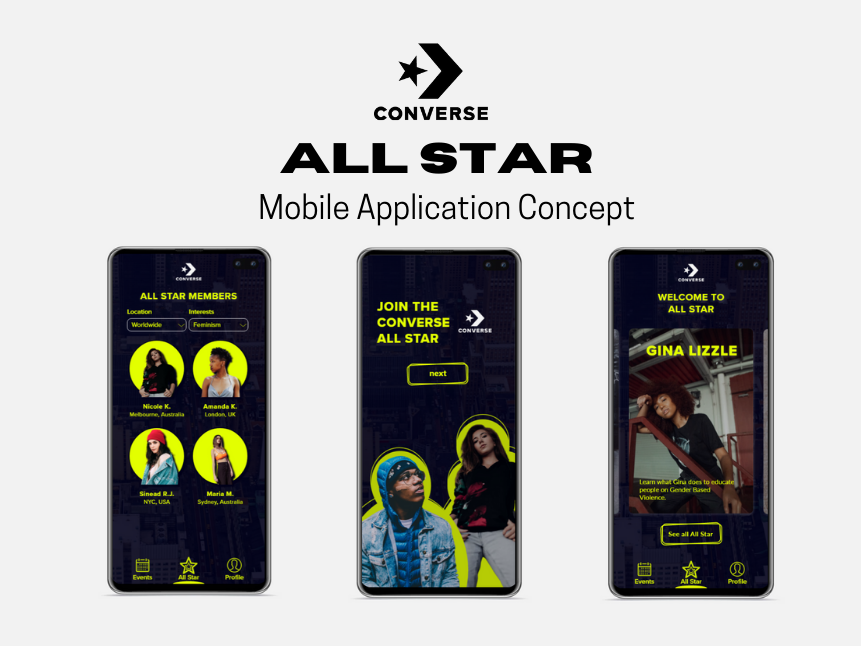 CONVERSE
ALL STAR
Mobile Application Concept
CONVERSE
ALL STAR MEMBERS
Location Interests
Worldwide Feminism
Nicole K. Amanda K.
Melbourne, Australia London, UK
Sinead R.J. Maria M.
NYC, USA Sydney, Australia
Events All Star Profile
JOIN THE
CONVERSE
ALL STAR
CONVERSE
next
CONVERSE
WELCOME TO
ALL STAR
GINA LIZZLE
Learn what Gina does to educate
people on Gender Based
Violence.
See all All Star
Events All Star Profile